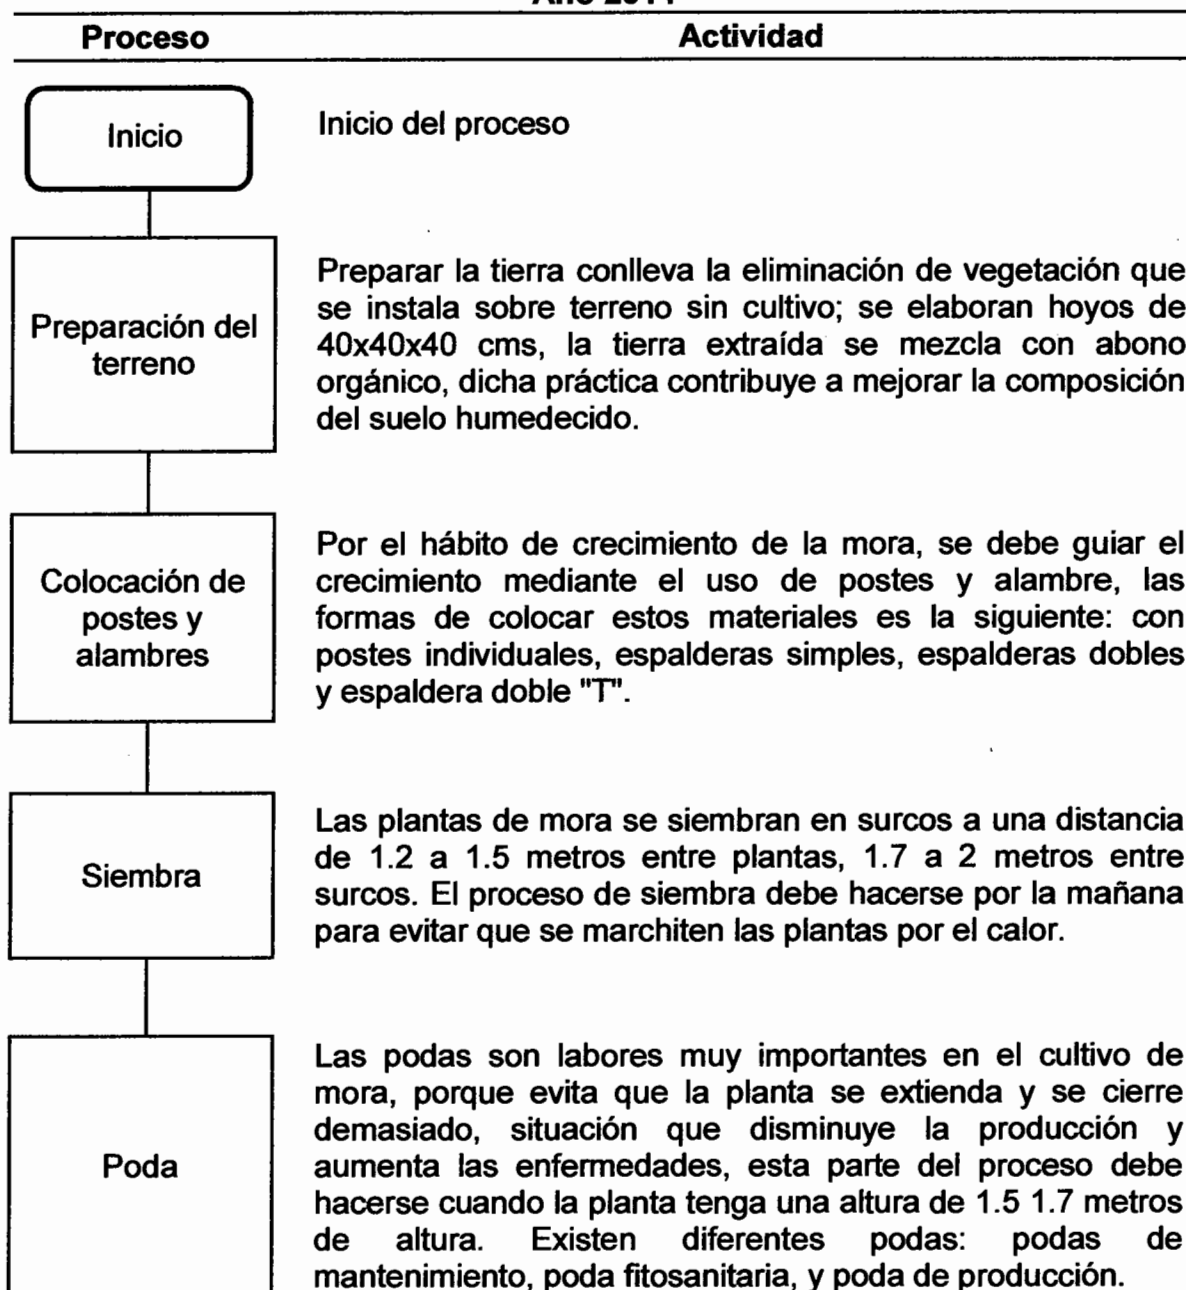 Proceso Actividad
Inicio
Inicio del proceso
Preparación del
terreno
Preparar la tierra conlleva la eliminación de vegetación que
se instala sobre terreno sin cultivo; se elaboran hoyos de
40x40x40 cms, la tierra extraída se mezcla con abono
orgánico, dicha práctica contribuye a mejorar la composición
del suelo humedecido.
Colocación de
postes y
alambres
Por el hábito de crecimiento de la mora, se debe guiar el
crecimiento mediante el uso de postes y alambre, las
formas de colocar estos materiales es la siguiente: con
postes individuales, espalderas simples, espalderas dobles
y espaldera doble "T".
Siembra
Las plantas de mora se siembran en surcos a una distancia
de 1.2 a 1.5 metros entre plantas, 1.7 a 2 metros entre
surcos. El proceso de siembra debe hacerse por la mañana
para evitar que se marchiten las plantas por el calor.
Poda
Las podas son labores muy importantes en el cultivo de
mora, porque evita que la planta se extienda y se cierre
demasiado, situación que disminuye la producción y
aumenta las enfermedades, esta parte del proceso debe
hacerse cuando la planta tenga una altura de 1.5 1.7 metros
de altura. Existen diferentes podas: podas de
mantenimiento, poda fitosanitaria, y poda de producción.